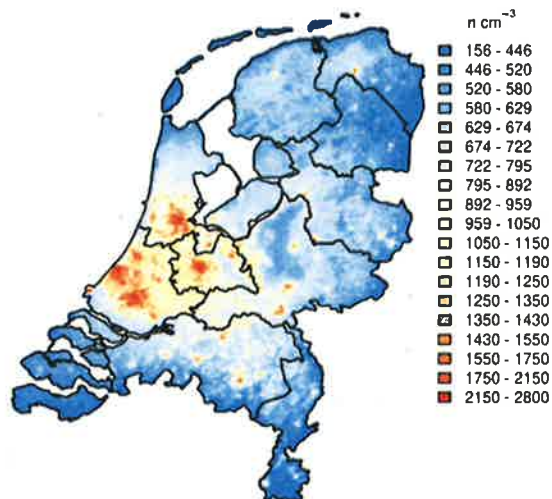 n cm⁻³
156 - 446
446 - 520
520 - 580
580 - 629
629 - 674
674 - 722
722 - 795
795 - 892
892 - 959
959 - 1050
1050 - 1150
1150 - 1190
1190 - 1250
1250 - 1350
1350 - 1430
1430 - 1550
1550 - 1750
1750 - 2150
2150 - 2800